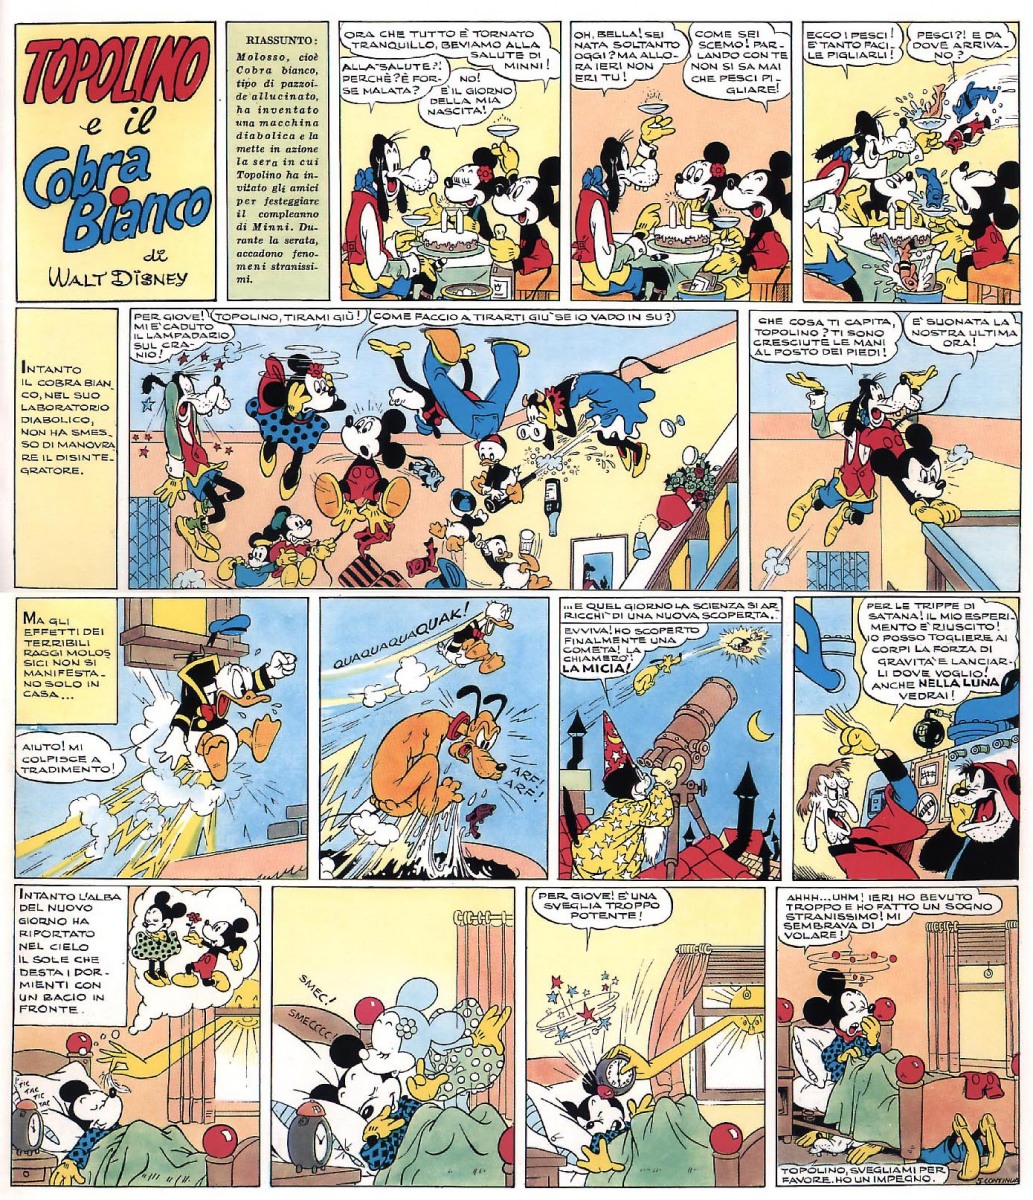 TOPOLINO
e il
Cobra
Bianco
di
WALT DISNEY
RIASSUNTO:
Molosso, cioè
Cobra bianco,
tipo di pazzoi-
de allucinato,
ha inventato
una macchina
diabolica e la
mette in azione
la sera in cui
Topolino ha in-
vitato gli amici
per festeggiare
il compleanno
di Minni. Du-
rante la serata,
accadono feno-
meni stranissi-
mi.
ORA CHE TUTTO È TORNATO
TRANQUILLO, BEVIAMO ALLA
SALUTE DI
MINNI!
ALLA SALUTE?!
PERCHÈ? È FOR-
SE MALATA?
NO!
È IL GIORNO
DELLA MIA
NASCITA!
OH, BELLA! SEI
NATA SOLTANTO
OGGI? MA ALLO-
RA IERI NON
ERI TU!
COME SEI
SCEMO! PAR-
LANDO CON TE
NON SI SA MAI
CHE PESCI PI-
GLIARE!
ECCO I PESCI!
È TANTO FACI-
LE PIGLIARLI!
PESCI?! E DA
DOVE ARRIVA-
NO?
INTANTO
IL COBRA BIAN_
CO, NEL SUO
LABORATORIO
DIABOLICO,
NON HA SMES_
SO DI MANOVRA
RE IL DISINTE-
GRATORE.
PER GIOVE!
MI È CADUTO
IL LAMPADARIO
SUL CRA-
NIO!
TOPOLINO, TIRAMI GIÙ!
COME FACCIO A TIRARTI GIÙ SE IO VADO IN SU?
CHE COSA TI CAPITA,
TOPOLINO? TI SONO
CRESCIUTE LE MANI
AL POSTO DEI PIEDI!
È SUONATA LA
NOSTRA ULTIMA
ORA!
MA GLI
EFFETTI DEI
TERRIBILI
RAGGI MOLOS
SICI NON SI
MANIFESTA_
NO SOLO IN
CASA...
AIUTO! MI
COLPISCE A
TRADIMENTO!
QUAQUAQUAQUAK!
ARF!
ARF!
...E QUEL GIORNO LA SCIENZA SI AR
RICCHÌ DI UNA NUOVA SCOPERTA.
EVVIVA! HO SCOPERTO
FINALMENTE UNA
COMETA! LA
CHIAMERÒ
LA MICIA!
PER LE TRIPPE DI
SATANA! IL MIO ESPERI-
MENTO È RIUSCITO!
IO POSSO TOGLIERE AI
CORPI LA FORZA DI
GRAVITÀ E LANCIAR-
LI DOVE VOGLIO!
ANCHE NELLA LUNA
VEDRAI!
INTANTO L'ALBA
DEL NUOVO
GIORNO HA
RIPORTATO
NEL CIELO
IL SOLE CHE
DESTA I DOR-
MIENTI CON
UN BACIO IN
FRONTE.
TIC
TAC
TIC
TAC
SMEC!
SMECCCC!
PER GIOVE! È UNA
SVEGLIA TROPPO
POTENTE!
AHHH...UHM! IERI HO BEVUTO
TROPPO E HO FATTO UN SOGNO
STRANISSIMO! MI
SEMBRAVA DI
VOLARE!
TOPOLINO, SVEGLIAMI PER
FAVORE. HO UN IMPEGNO.
CONTINUA